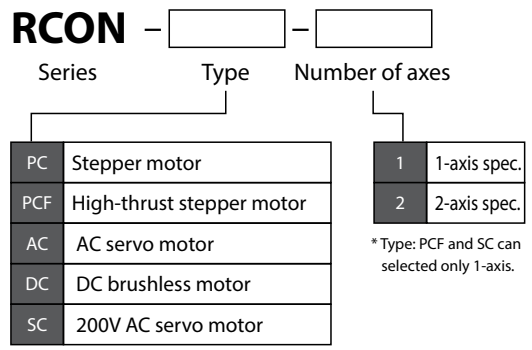 RCON – –
Series Type Number of axes
PC Stepper motor
PCF High-thrust stepper motor
AC AC servo motor
DC DC brushless motor
SC 200V AC servo motor
1 1-axis spec.
2 2-axis spec.
* Type: PCF and SC can
selected only 1-axis.